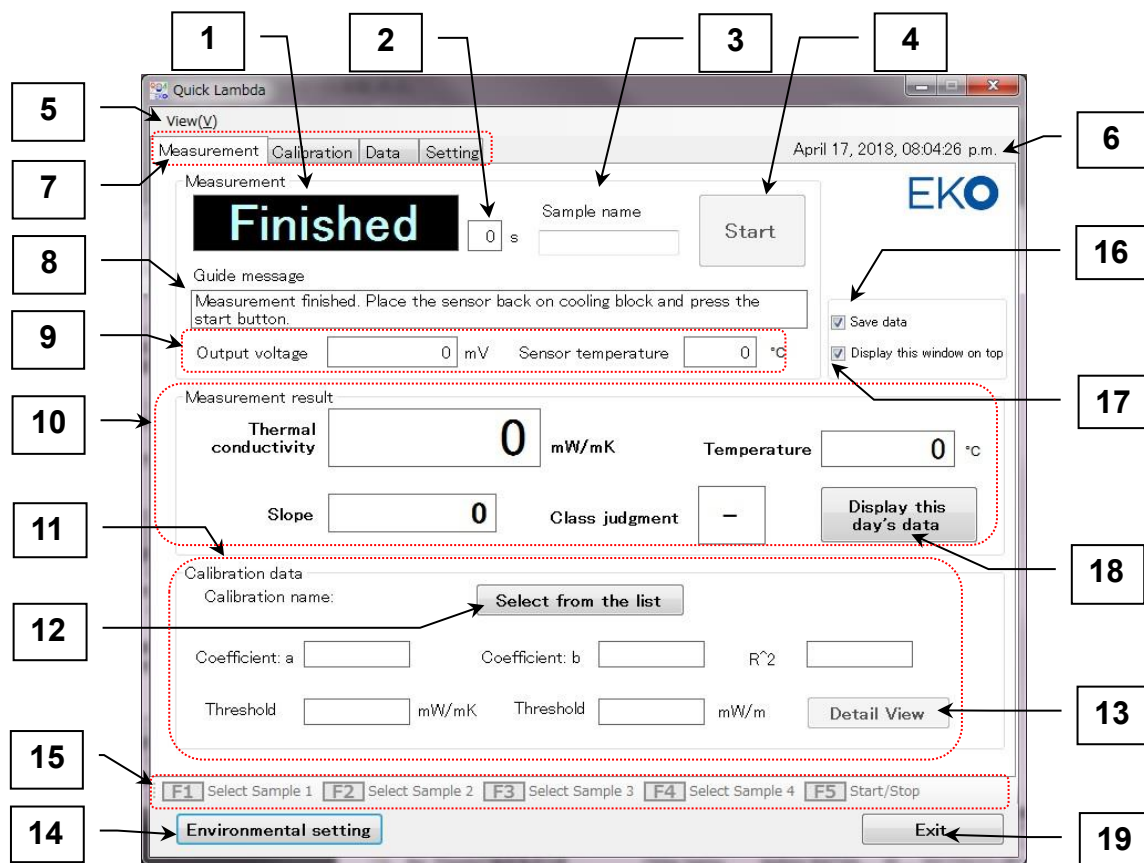 1 2 3 4
Quick Lambda
5
View(V)
6
Measurement Calibration Data Setting
April 17, 2018, 08:04:26 p.m.
7
Measurement
EKO
Finished
0 s
Sample name
Start
8
Guide message
16
Measurement finished. Place the sensor back on cooling block and press the
start button.
Save data
9
Output voltage 0 mV Sensor temperature 0 °C
Display this window on top
17
10
Measurement result
Thermal
conductivity
0 mW/mK
Temperature 0 °C
Slope 0
Class judgment –
Display this
day's data
11
18
Calibration data
Calibration name:
Select from the list
12
Coefficient: a
Coefficient: b
R^2
Threshold mW/mK
Threshold mW/m
Detail View
13
15
F1 Select Sample 1 F2 Select Sample 2 F3 Select Sample 3 F4 Select Sample 4 F5 Start/Stop
14
Environmental setting
Exit
19